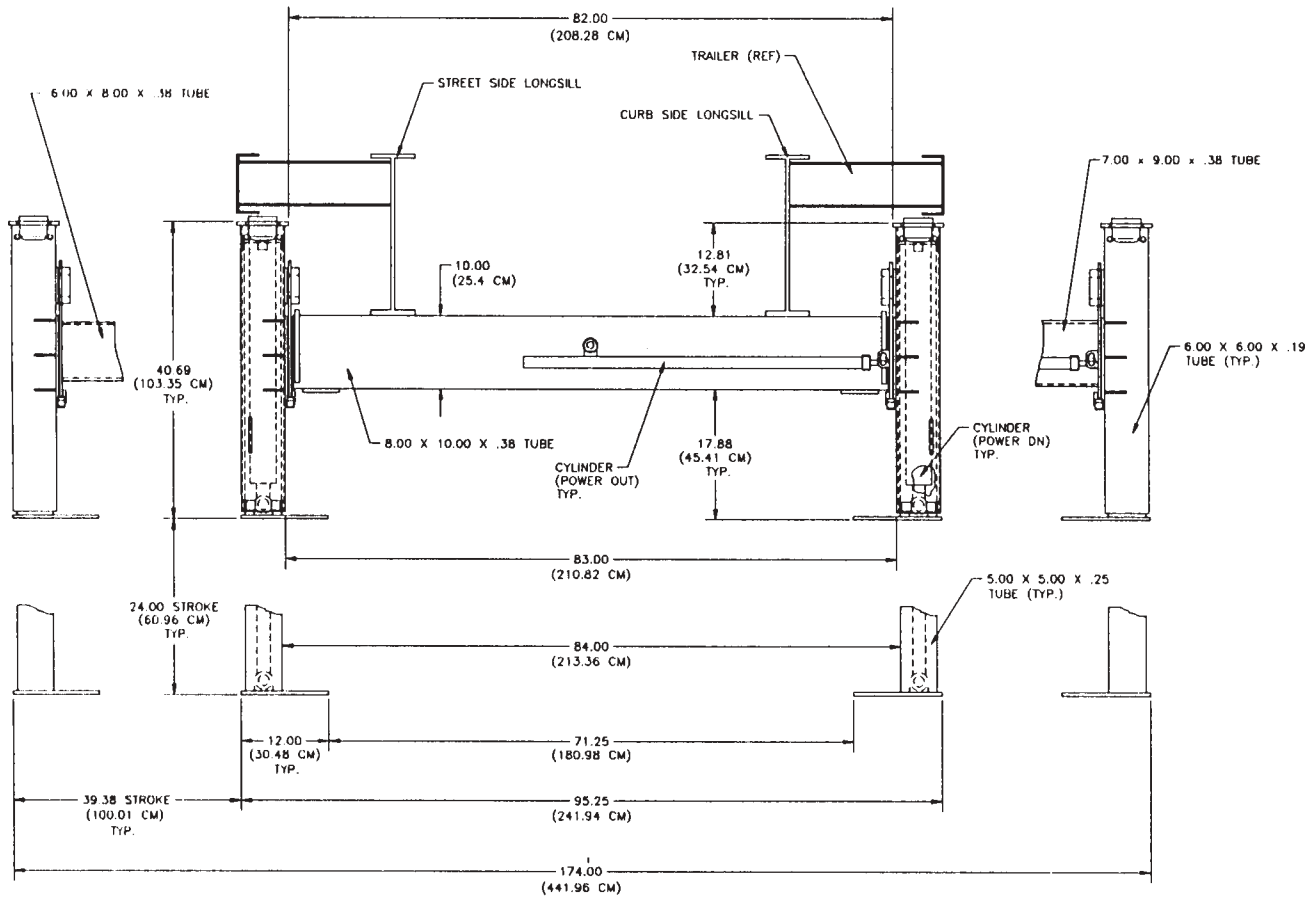 82.00
(208.28 CM)
TRAILER (REF)
STREET SIDE LONGSILL
6.00 X 8.00 X .38 TUBE
CURB SIDE LONGSILL
7.00 x 9.00 x .38 TUBE
10.00
(25.4 CM)
12.81
(32.54 CM)
TYP.
6.00 X 6.00 X .19
TUBE (TYP.)
40.69
(103.35 CM)
TYP.
8.00 X 10.00 X .38 TUBE
CYLINDER
(POWER OUT)
TYP.
17.88
(45.41 CM)
TYP.
CYLINDER
(POWER DN)
TYP.
83.00
(210.82 CM)
5.00 X 5.00 X .25
TUBE (TYP.)
24.00 STROKE
(60.96 CM)
TYP.
84.00
(213.36 CM)
12.00
(30.48 CM)
TYP.
71.25
(180.98 CM)
39.38 STROKE
(100.01 CM)
TYP.
95.25
(241.94 CM)
174.00
(441.96 CM)